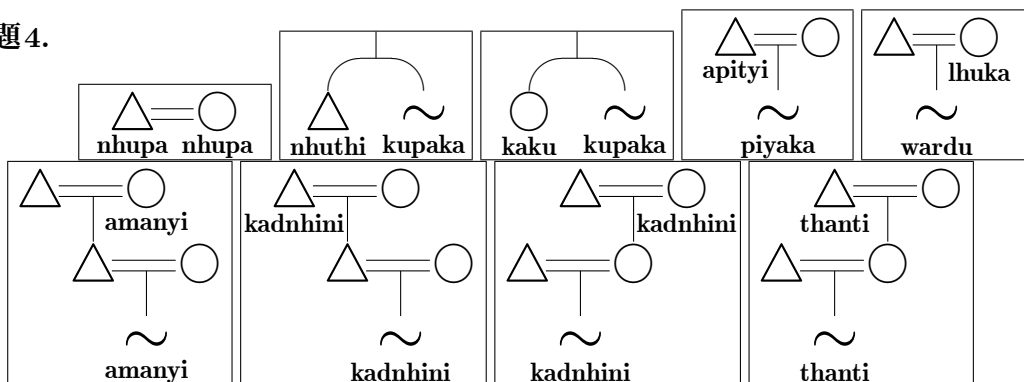 題4.
apityi
lhuka
nhupa nhupa
nhuthi kupaka
kaku kupaka
piyaka
wardu
amanyi
kadnhini
kadnhini
thanti
amanyi
kadnhini
kadnhini
thanti